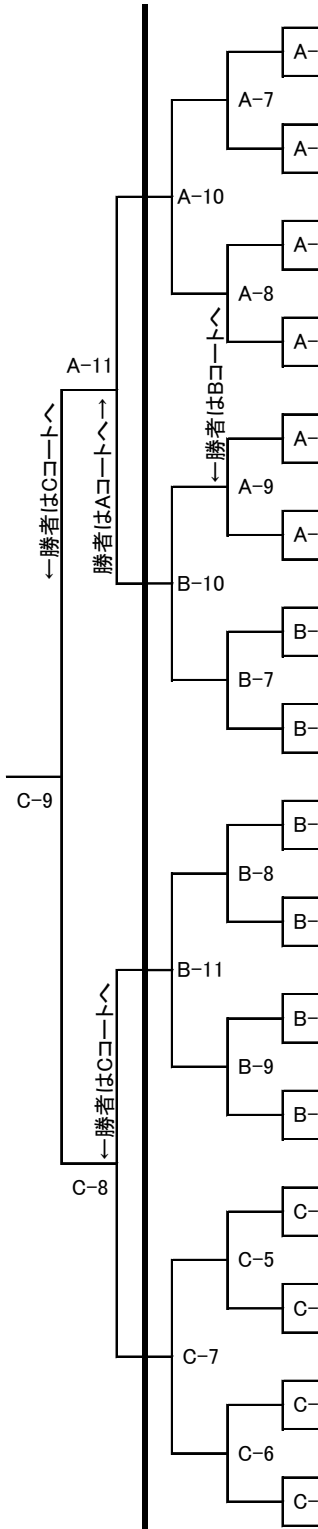 A-
A-7
A-
A-10
A-
A-8
A-
A-11
←勝者はBコートへ
←勝者はCコートへ
勝者はAコートへ→
A-
A-9
A-
B-10
B-
B-7
B-
C-9
B-
B-8
B-
B-11
←勝者はCコートへ
B-
B-9
B-
C-8
C-
C-5
C-
C-7
C-
C-6
C-